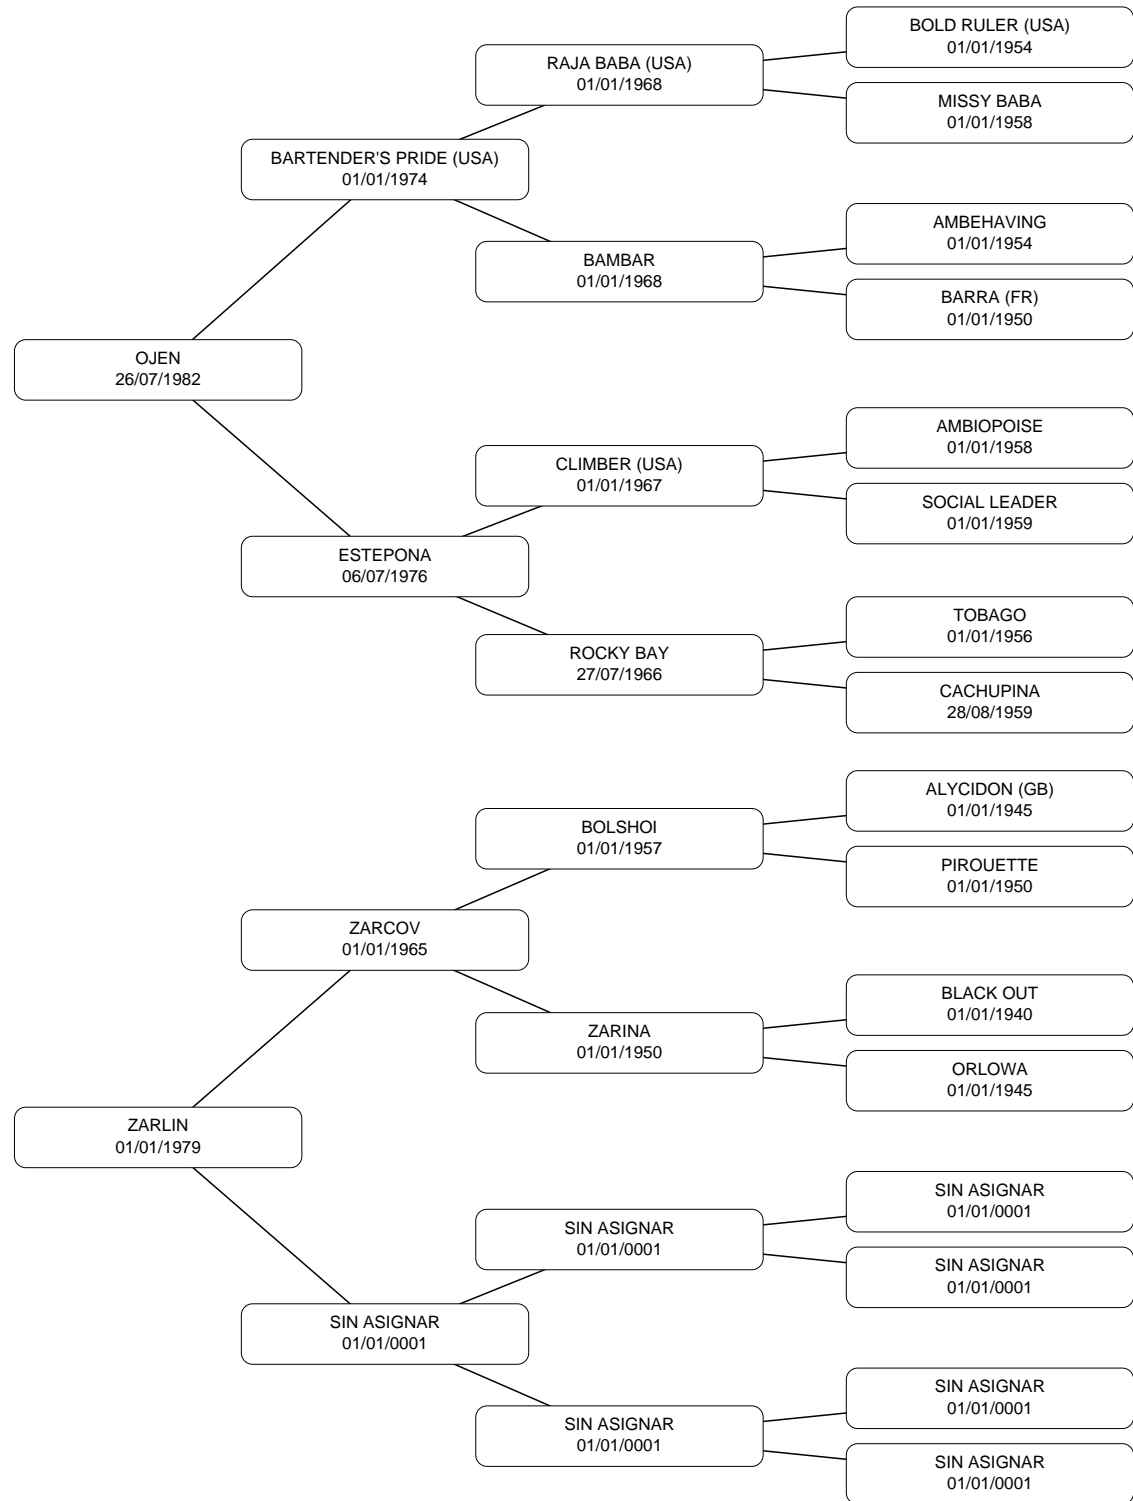 BOLD RULER (USA)
01/01/1954
RAJA BABA (USA)
01/01/1968
MISSY BABA
01/01/1958
BARTENDER'S PRIDE (USA)
01/01/1974
AMBEHAVING
01/01/1954
BAMBAR
01/01/1968
BARRA (FR)
01/01/1950
OJEN
26/07/1982
AMBIOPOISE
01/01/1958
CLIMBER (USA)
01/01/1967
SOCIAL LEADER
01/01/1959
ESTEPONA
06/07/1976
TOBAGO
01/01/1956
ROCKY BAY
27/07/1966
CACHUPINA
28/08/1959
ALYCIDON (GB)
01/01/1945
BOLSHOI
01/01/1957
PIROUETTE
01/01/1950
ZARCOV
01/01/1965
BLACK OUT
01/01/1940
ZARINA
01/01/1950
ORLOWA
01/01/1945
ZARLIN
01/01/1979
SIN ASIGNAR
01/01/0001
SIN ASIGNAR
01/01/0001
SIN ASIGNAR
01/01/0001
SIN ASIGNAR
01/01/0001
SIN ASIGNAR
01/01/0001
SIN ASIGNAR
01/01/0001
SIN ASIGNAR
01/01/0001